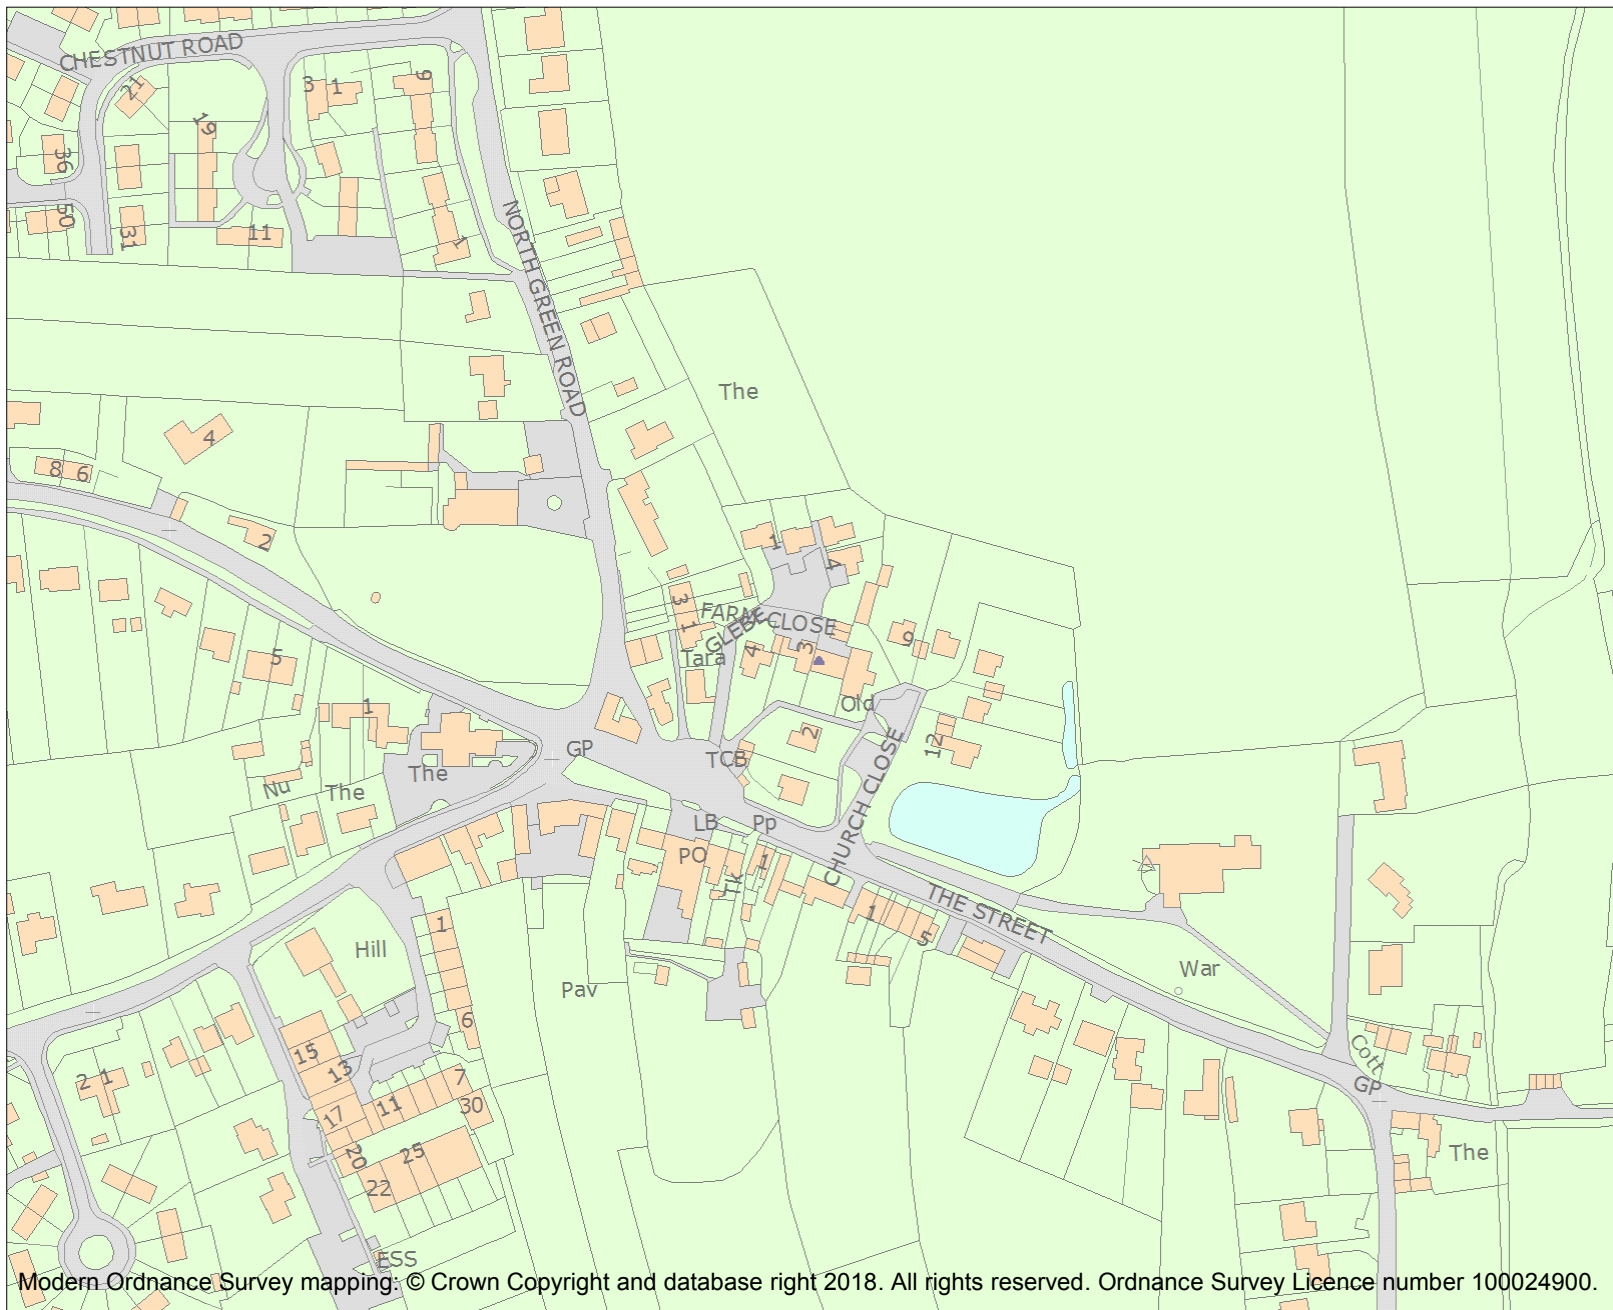 CHESTNUT ROAD
21
3
1
9
19
36
50
31
11
1
NORTH GREEN ROAD
The
4
8
6
2
1
4
3
1
FARM CLOSE
GLEBE
Tara
4
3
9
5
Old
1
2
12
GP
TCB
The
Nu
The
CHURCH CLOSE
LB
Pp
PO
1
Tk
1
THE STREET
5
1
Hill
War
Pav
6
15
13
Cott
2
1
7
GP
11
30
17
20
25
The
22
ESS
Modern Ordnance Survey mapping: © Crown Copyright and database right 2018. All rights reserved. Ordnance Survey Licence number 100024900.